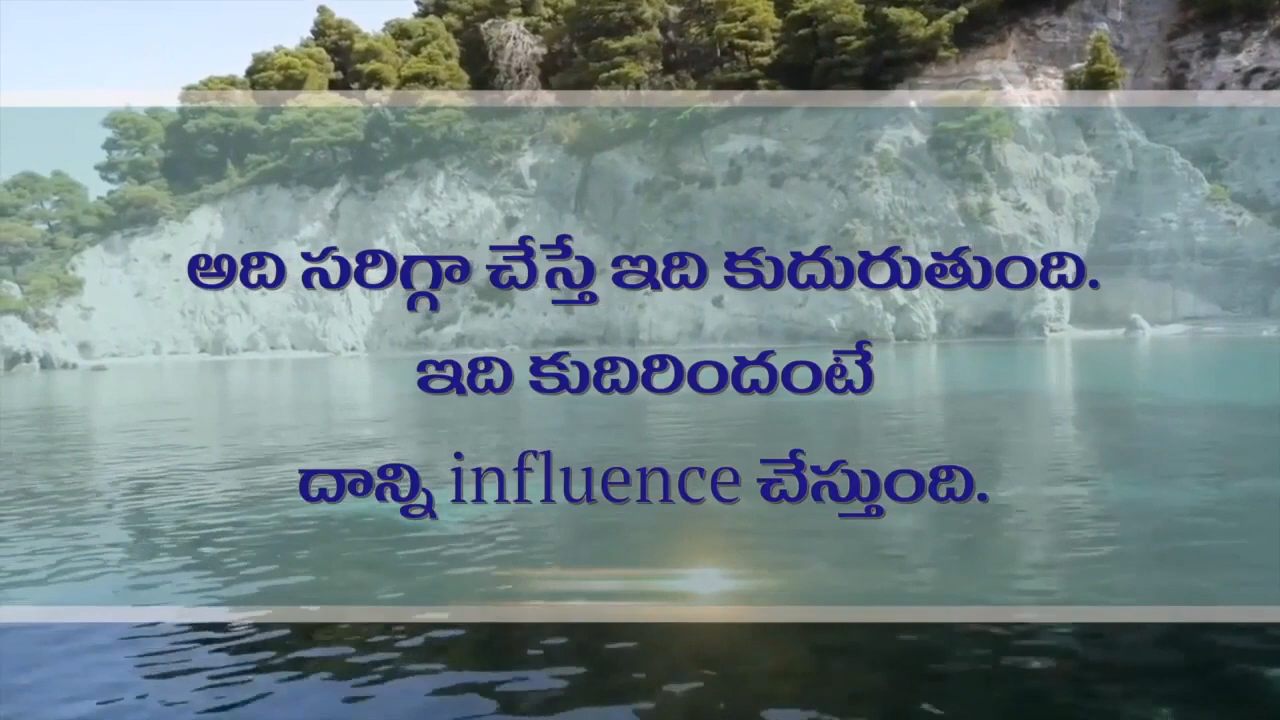 అది సరిగ్గా చేస్తే ఇది కుదురుతుంది.
ఇది కుదిరిందంటే
దాన్ని influence చేస్తుంది.